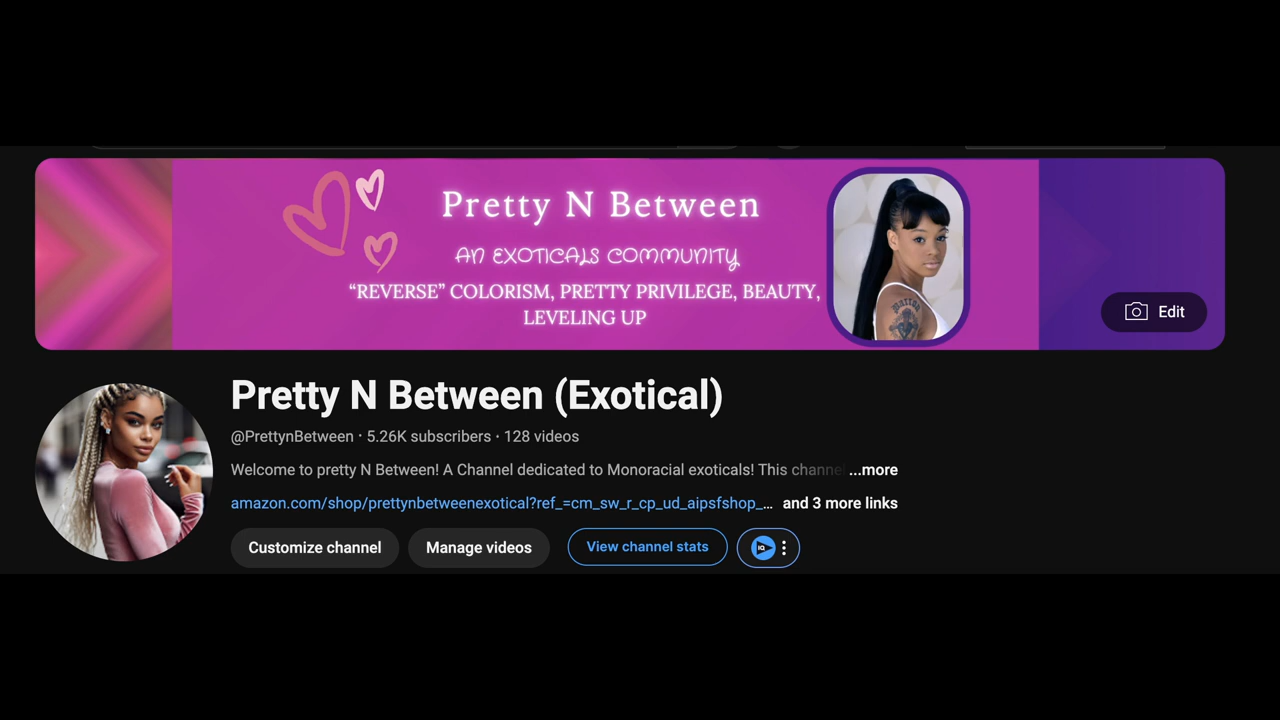 Pretty N Between
AN EXOTICALS COMMUNITY
“REVERSE” COLORISM, PRETTY PRIVILEGE, BEAUTY,
LEVELING UP
Edit
Pretty N Between (Exotical)
@PrettynBetween · 5.26K subscribers · 128 videos
Welcome to pretty N Between! A Channel dedicated to Monoracial exoticals! This channe ...more
amazon.com/shop/prettynbetweenexotical?ref_=cm_sw_r_cp_ud_aipsfshop_... and 3 more links
Customize channel Manage videos View channel stats IQ